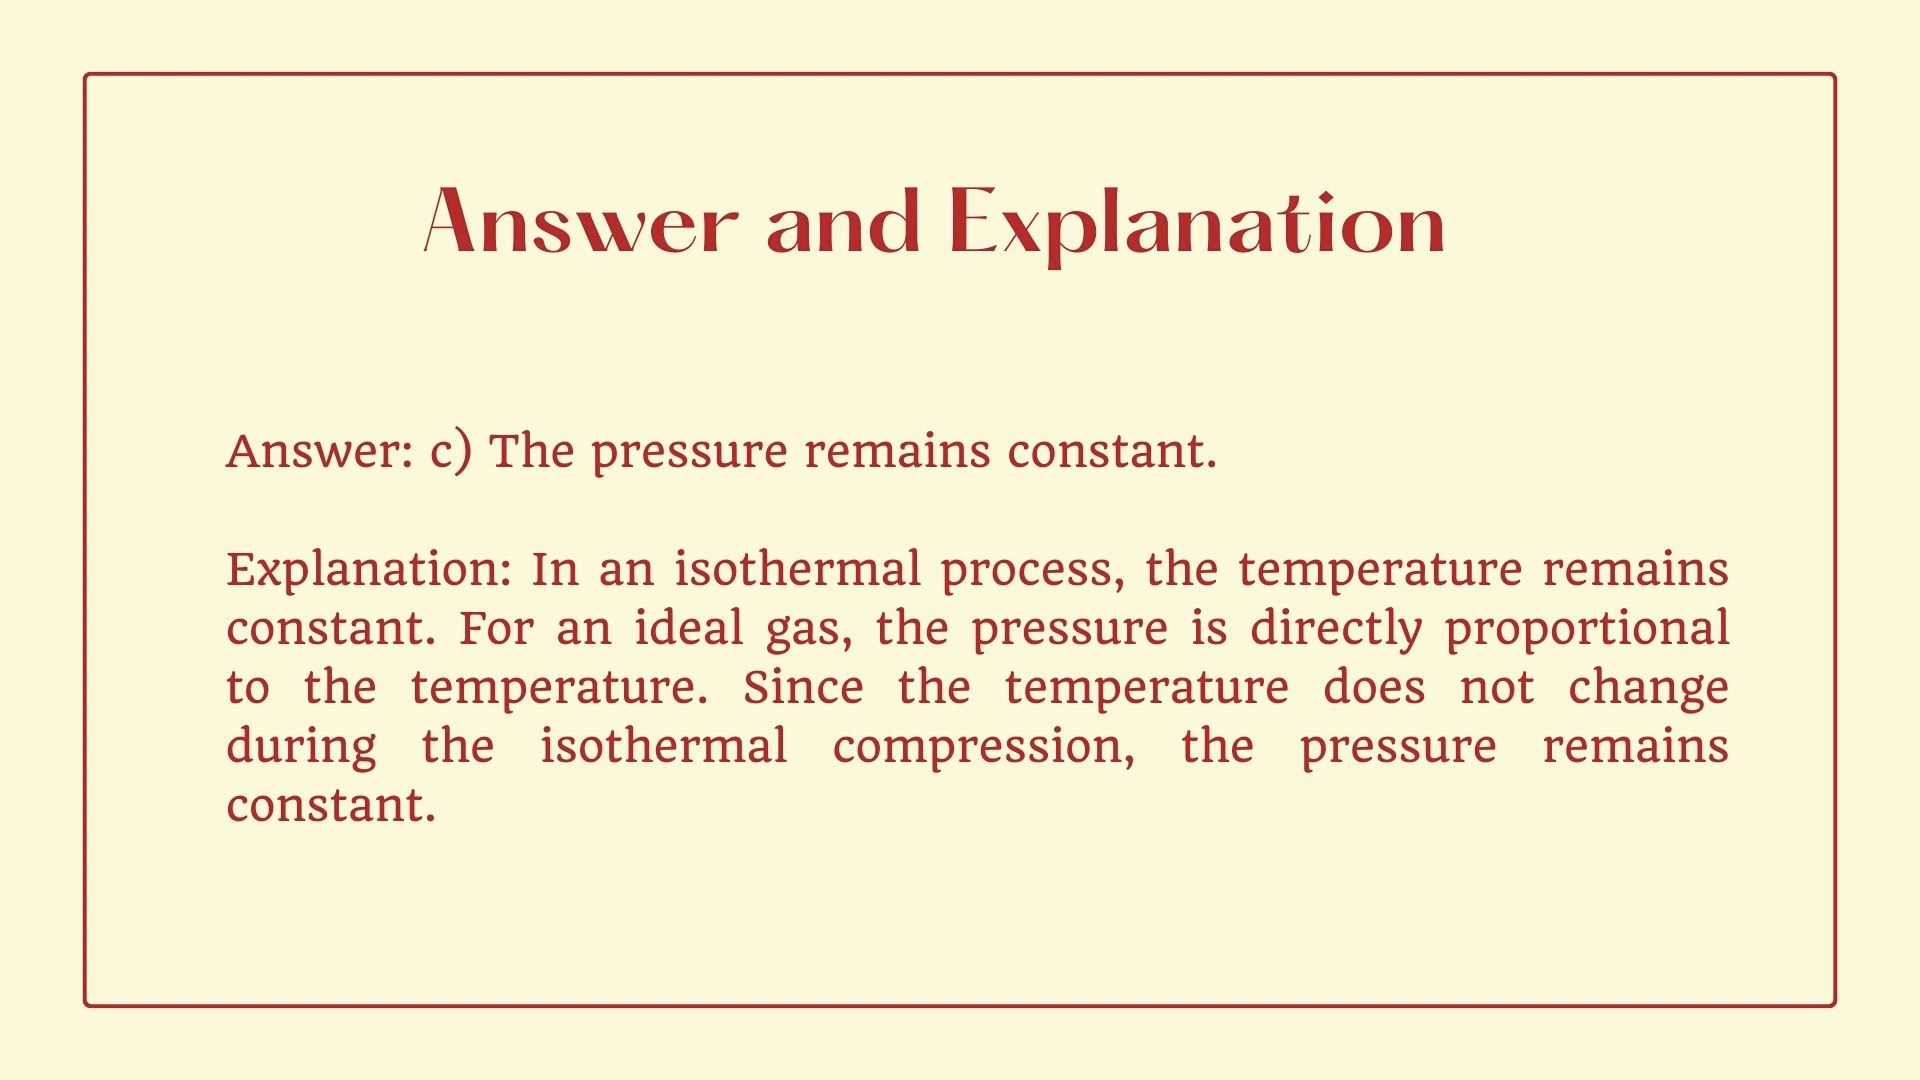 Answer and Explanation
Answer: c) The pressure remains constant.
Explanation: In an isothermal process, the temperature remains
constant. For an ideal gas, the pressure is directly proportional
to the temperature. Since the temperature does not change
during the isothermal compression, the pressure remains
constant.